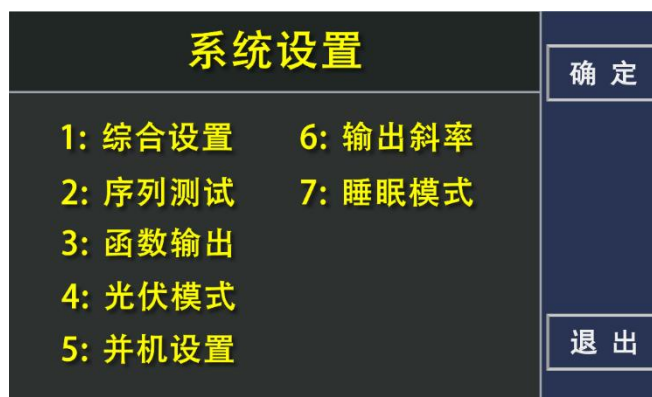 系统设置
确 定
1: 综合设置
6: 输出斜率
2: 序列测试
7: 睡眠模式
3: 函数输出
4: 光伏模式
5: 并机设置
退 出